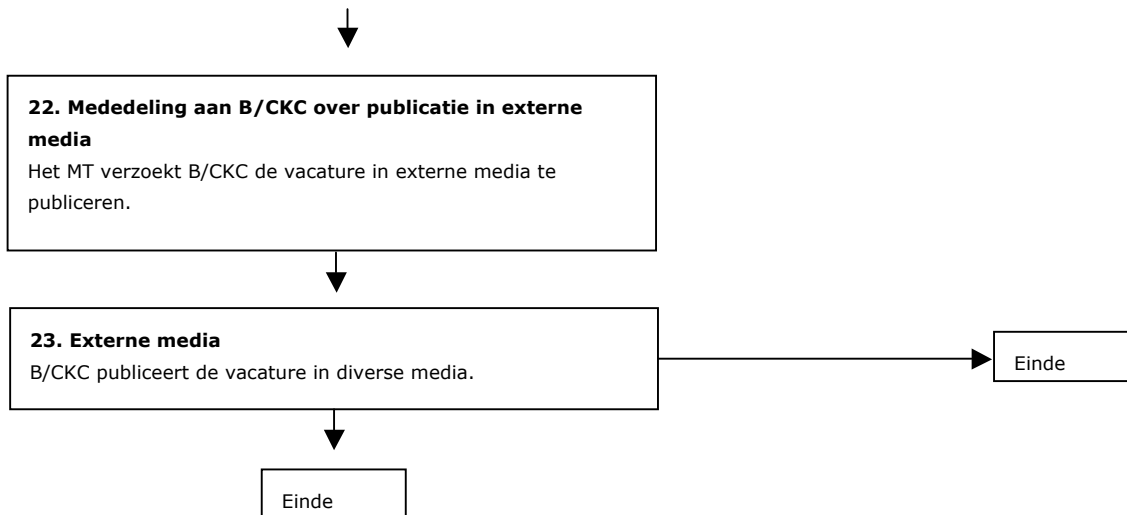 22. Mededeling aan B/CKC over publicatie in externe
media
Het MT verzoekt B/CKC de vacature in externe media te
publiceren.
23. Externe media
B/CKC publiceert de vacature in diverse media.
Einde
Einde